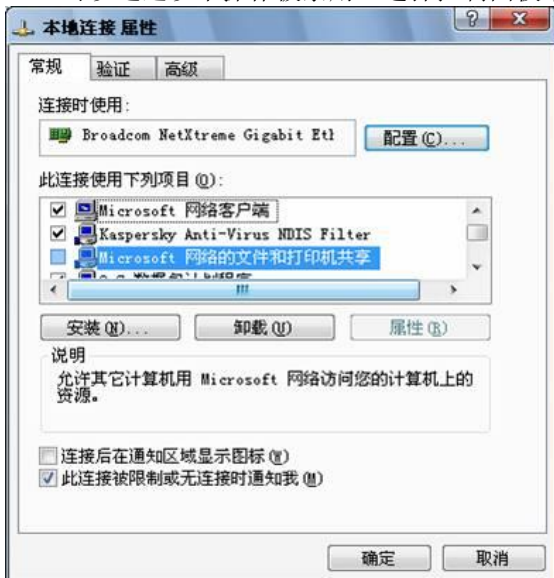 本地连接 属性
常规 验证 高级
连接时使用:
Broadcom NetXtreme Gigabit Etl
配置(C)...
此连接使用下列项目(O):
Microsoft 网络客户端
Kaspersky Anti-Virus NDIS Filter
Microsoft 网络的文件和打印机共享
安装(N)... 卸载(U) 属性(R)
说明
允许其它计算机用 Microsoft 网络访问您的计算机上的
资源。
连接后在通知区域显示图标(W)
此连接被限制或无连接时通知我(M)
确定 取消